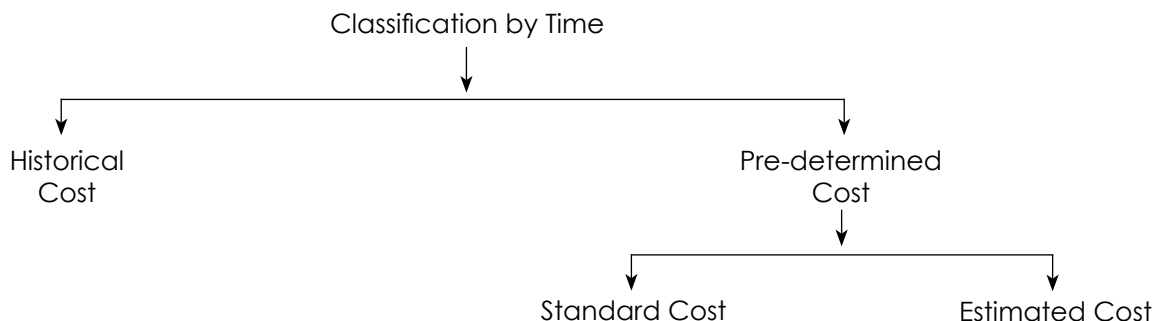 Classification by Time
Historical
Cost
Pre-determined
Cost
Standard Cost
Estimated Cost